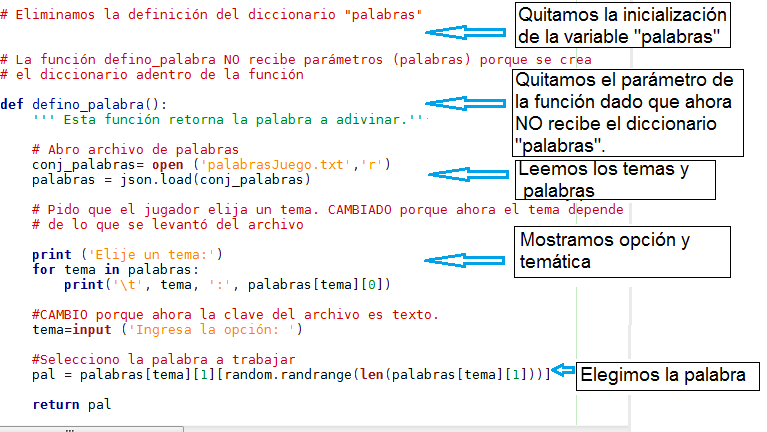 # Eliminamos la definición del diccionario "palabras"
Quitamos la inicialización
de la variable "palabras"
# La función defino_palabra NO recibe parámetros (palabras) porque se crea
# el diccionario adentro de la función
Quitamos el parámetro de
la función dado que ahora
NO recibe el diccionario
"palabras".
def defino_palabra():
''' Esta función retorna la palabra a adivinar.'''
# Abro archivo de palabras
conj_palabras= open ('palabrasJuego.txt','r')
palabras = json.load(conj_palabras)
Leemos los temas y
palabras
# Pido que el jugador elija un tema. CAMBIADO porque ahora el tema depende
# de lo que se levantó del archivo
Mostramos opción y
temática
print ('Elije un tema:')
for tema in palabras:
print('\t', tema, ':', palabras[tema][0])
#CAMBIO porque ahora la clave del archivo es texto.
tema=input ('Ingresa la opción: ')
#Selecciono la palabra a trabajar
pal = palabras[tema][1][random.randrange(len(palabras[tema][1]))]
Elegimos la palabra
return pal